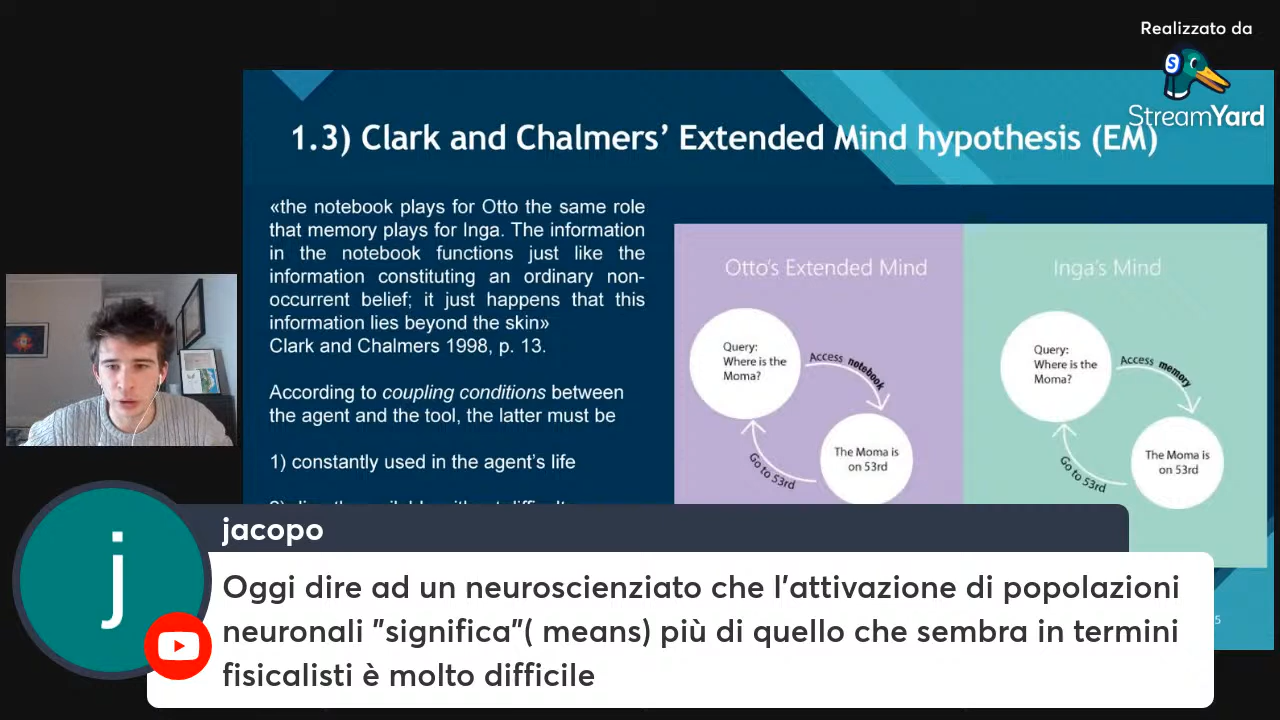 Realizzato da
StreamYard
1.3) Clark and Chalmers’ Extended Mind hypothesis (EM)
«the notebook plays for Otto the same role
that memory plays for Inga. The information
in the notebook functions just like the
information constituting an ordinary non-
occurrent belief; it just happens that this
information lies beyond the skin»
Clark and Chalmers 1998, p. 13.
According to coupling conditions between
the agent and the tool, the latter must be
1) constantly used in the agent’s life
Otto's Extended Mind
Query:
Where is the
Moma?
Access notebook
The Moma is
on 53rd
Go to 53rd
Inga's Mind
Query:
Where is the
Moma?
Access memory
The Moma is
on 53rd
Go to 53rd
5
j
jacopo
Oggi dire ad un neuroscienziato che l'attivazione di popolazioni
neuronali "significa"( means) più di quello che sembra in termini
fisicalisti è molto difficile